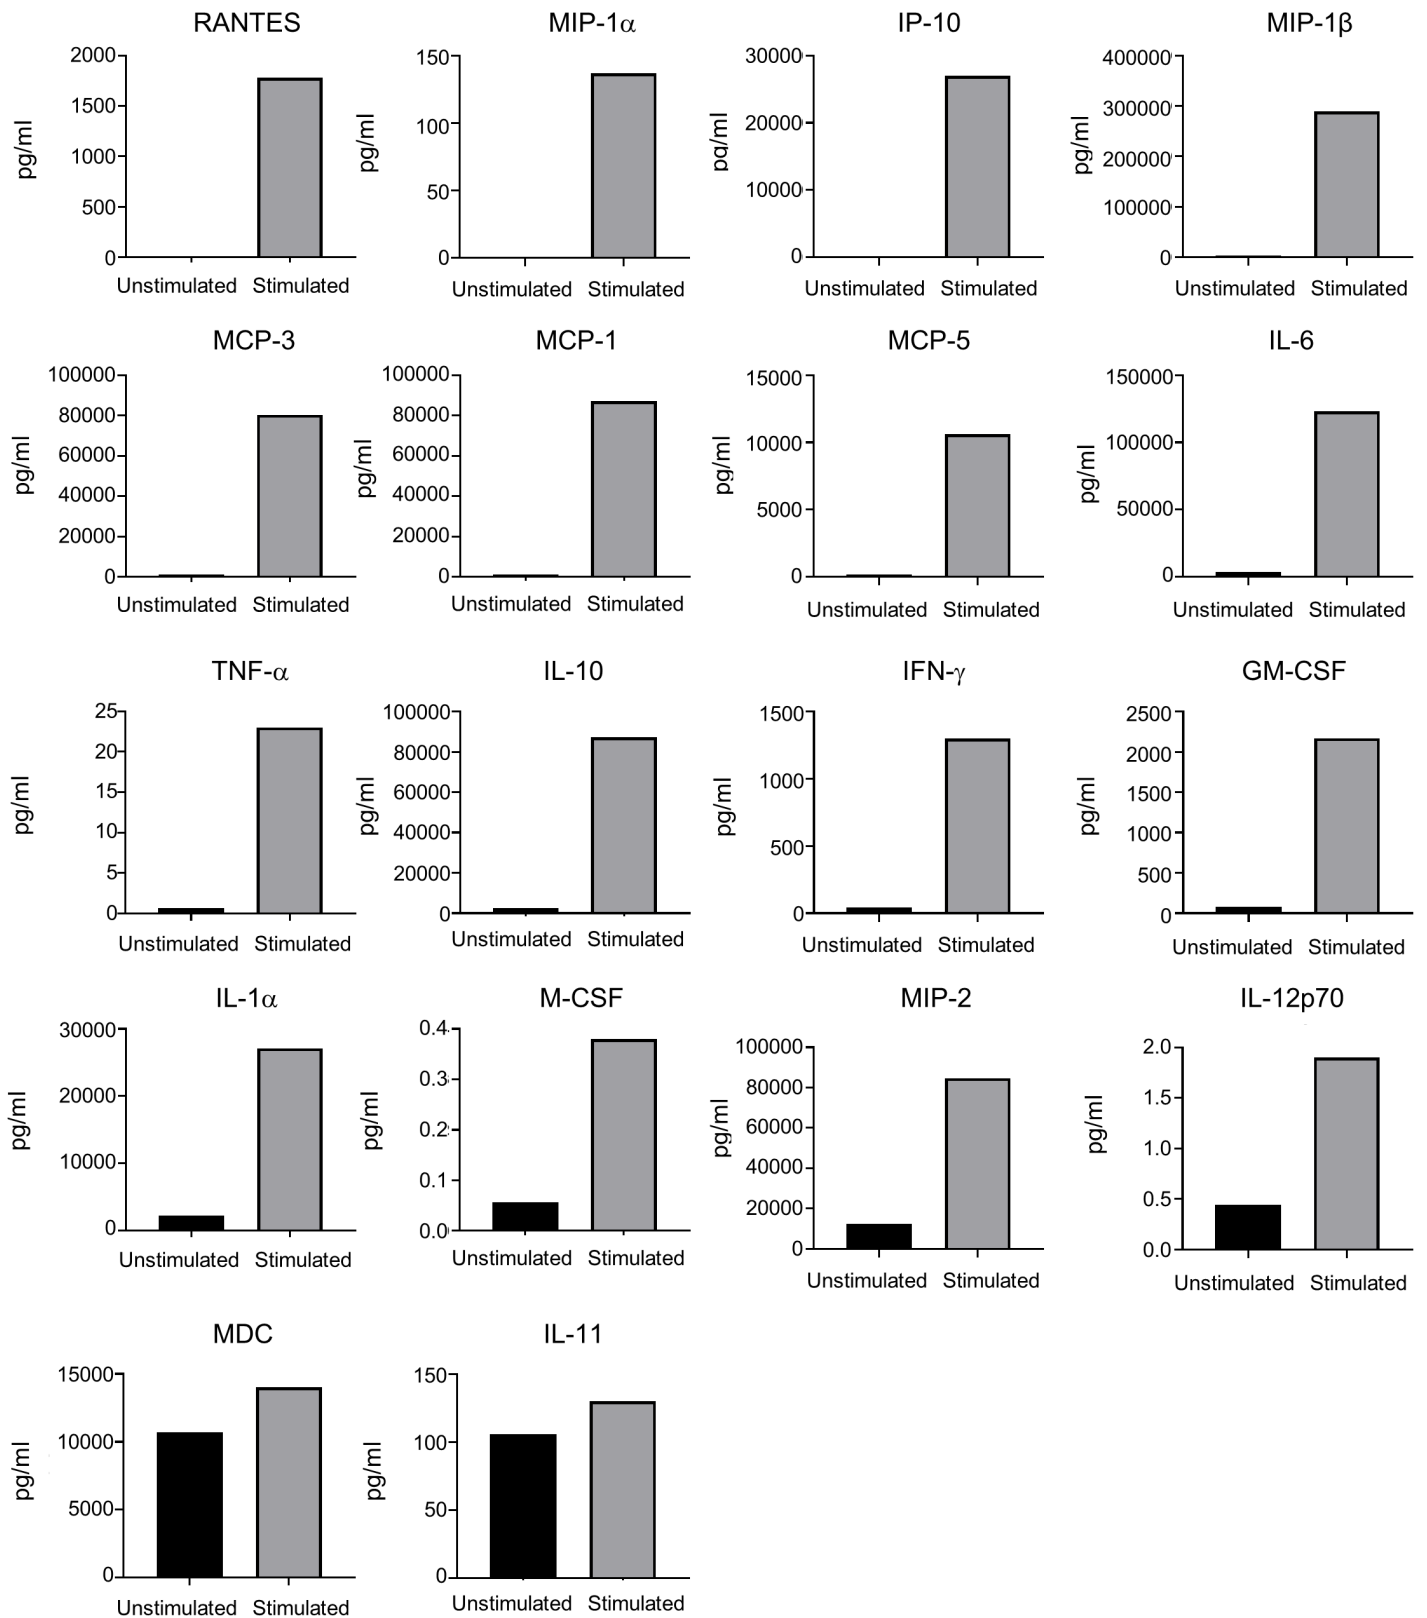 RANTES
2000
1500
1000
500
0
pg/ml
Unstimulated Stimulated
MIP-1α
150
100
50
0
pg/ml
Unstimulated Stimulated
IP-10
30000
20000
10000
0
pg/ml
Unstimulated Stimulated
MIP-1β
400000
300000
200000
100000
0
pg/ml
Unstimulated Stimulated
MCP-3
100000
80000
60000
40000
20000
0
pg/ml
Unstimulated Stimulated
MCP-1
100000
80000
60000
40000
20000
0
pg/ml
Unstimulated Stimulated
MCP-5
15000
10000
5000
0
pg/ml
Unstimulated Stimulated
IL-6
150000
100000
50000
0
pg/ml
Unstimulated Stimulated
TNF-α
25
20
15
10
5
0
pg/ml
Unstimulated Stimulated
IL-10
100000
80000
60000
40000
20000
0
pg/ml
Unstimulated Stimulated
IFN-γ
1500
1000
500
0
pg/ml
Unstimulated Stimulated
GM-CSF
2500
2000
1500
1000
500
0
pg/ml
Unstimulated Stimulated
IL-1α
30000
20000
10000
0
pg/ml
Unstimulated Stimulated
M-CSF
0.4
0.3
0.2
0.1
0.0
pg/ml
Unstimulated Stimulated
MIP-2
100000
80000
60000
40000
20000
0
pg/ml
Unstimulated Stimulated
IL-12p70
2.0
1.5
1.0
0.5
0.0
pg/ml
Unstimulated Stimulated
MDC
15000
10000
5000
0
pg/ml
Unstimulated Stimulated
IL-11
150
100
50
0
pg/ml
Unstimulated Stimulated